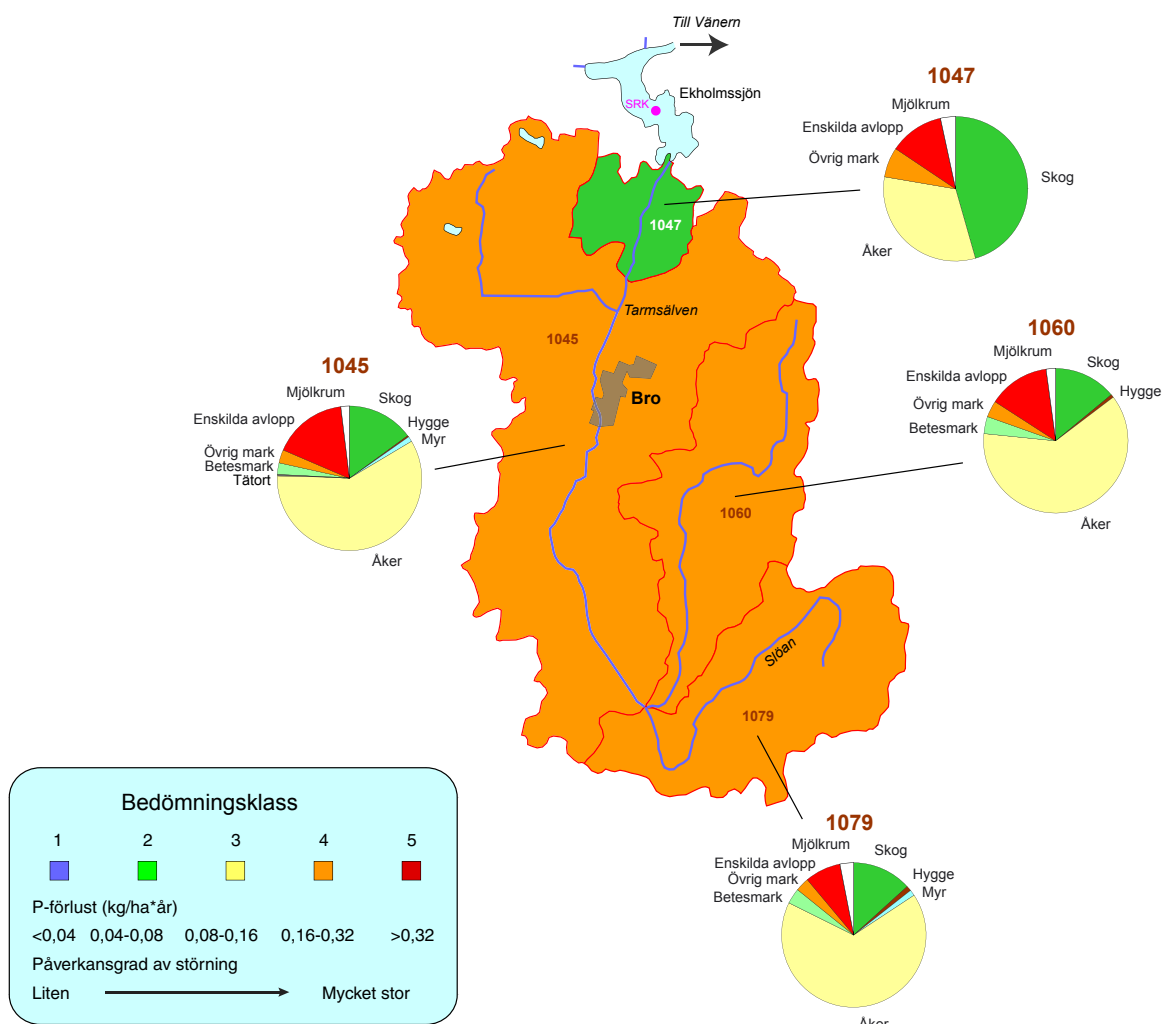 Till Vänern
Ekholmssjön
SRK
1047
Mjölkrum
Enskilda avlopp
Övrig mark
Skog
Åker
1047
Tarmsälven
1045
Bro
1060
1060
Mjölkrum
Skog
Enskilda avlopp
Hygge
Övrig mark
Betesmark
Åker
1045
Mjölkrum
Skog
Enskilda avlopp
Hygge
Myr
Övrig mark
Betesmark
Tätort
Åker
Slöan
1079
1079
Mjölkrum
Skog
Enskilda avlopp
Hygge
Övrig mark
Myr
Betesmark
Åker
Bedömningsklass
1 2 3 4 5
P-förlust (kg/ha*år)
<0,04 0,04-0,08 0,08-0,16 0,16-0,32 >0,32
Påverkansgrad av störning
Liten Mycket stor